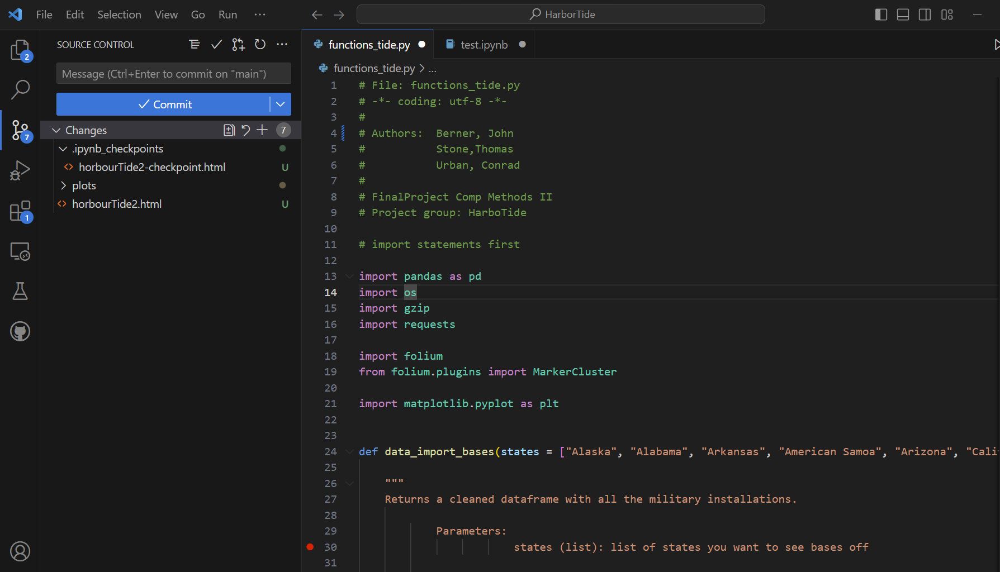 File Edit Selection View Go Run ···
HarborTide
2
7
1
SOURCE CONTROL
Message (Ctrl+Enter to commit on "main")
Commit
Changes 7
.ipynb_checkpoints
horbourTide2-checkpoint.html U
plots
horbourTide2.html U
functions_tide.py
test.ipynb
functions_tide.py > ...
1 # File: functions_tide.py
2 # -*- coding: utf-8 -*-
3 #
4 # Authors:  Berner, John
5 #           Stone,Thomas
6 #           Urban, Conrad
7 #
8 # FinalProject Comp Methods II
9 # Project group: HarboTide
10
11 # import statements first
12
13 import pandas as pd
14 import os
15 import gzip
16 import requests
17
18 import folium
19 from folium.plugins import MarkerCluster
20
21 import matplotlib.pyplot as plt
22
23
24 def data_import_bases(states = ["Alaska", "Alabama", "Arkansas", "American Samoa", "Arizona", "Cali
25
26     """
27     Returns a cleaned dataframe with all the military installations.
28
29             Parameters:
30                         states (list): list of states you want to see bases off
31